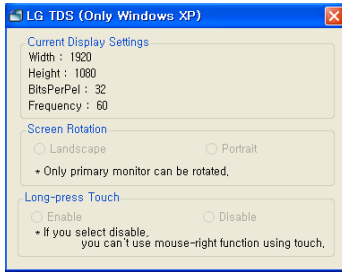 LG TDS (Only Windows XP)
Current Display Settings
Width : 1920
Height : 1080
BitsPerPel : 32
Frequency : 60
Screen Rotation
Landscape
Portrait
* Only primary monitor can be rotated,
Long-press Touch
Enable
Disable
* If you select disable,
you can't use mouse-right function using touch,